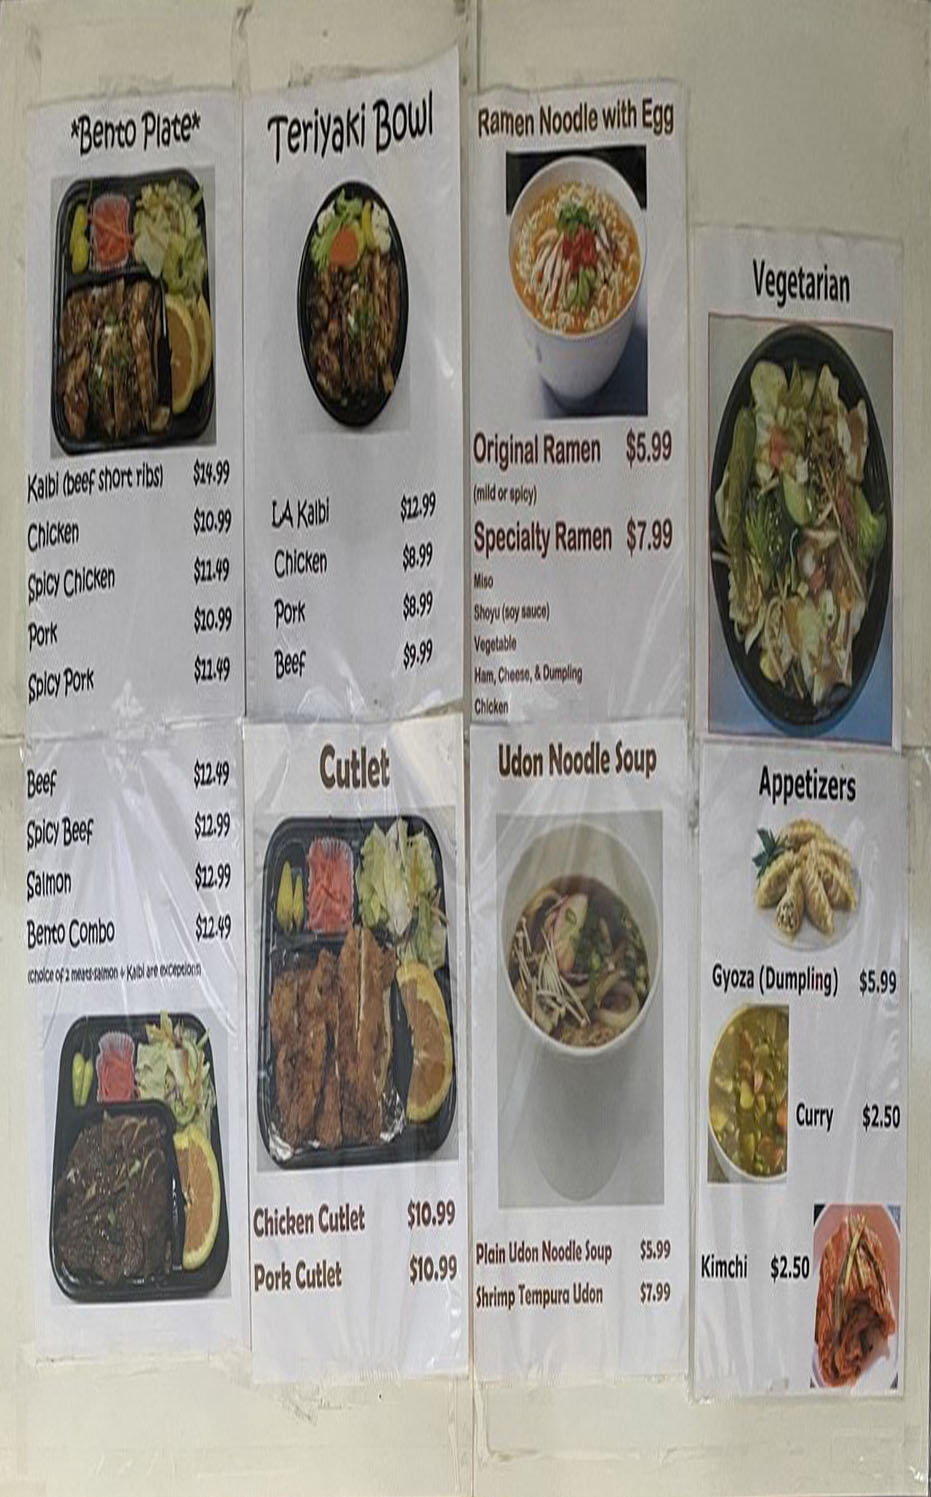 *Bento Plate*
Kalbi (beef short ribs) $14.99
Chicken $10.99
Spicy Chicken $11.49
Pork $10.99
Spicy Pork $11.49
Beef $12.49
Spicy Beef $12.99
Salmon $12.99
Bento Combo $12.49
(choice of 2 meats-salmon & Kalbi are exceptions)
Teriyaki Bowl
LA Kalbi $12.99
Chicken $8.99
Pork $8.99
Beef $9.99
Cutlet
Chicken Cutlet $10.99
Pork Cutlet $10.99
Ramen Noodle with Egg
Original Ramen $5.99
(mild or spicy)
Specialty Ramen $7.99
Miso
Shoyu (soy sauce)
Vegetable
Ham, Cheese, & Dumpling
Chicken
Udon Noodle Soup
Plain Udon Noodle Soup $5.99
Shrimp Tempura Udon $7.99
Vegetarian
Appetizers
Gyoza (Dumpling) $5.99
Curry $2.50
Kimchi $2.50